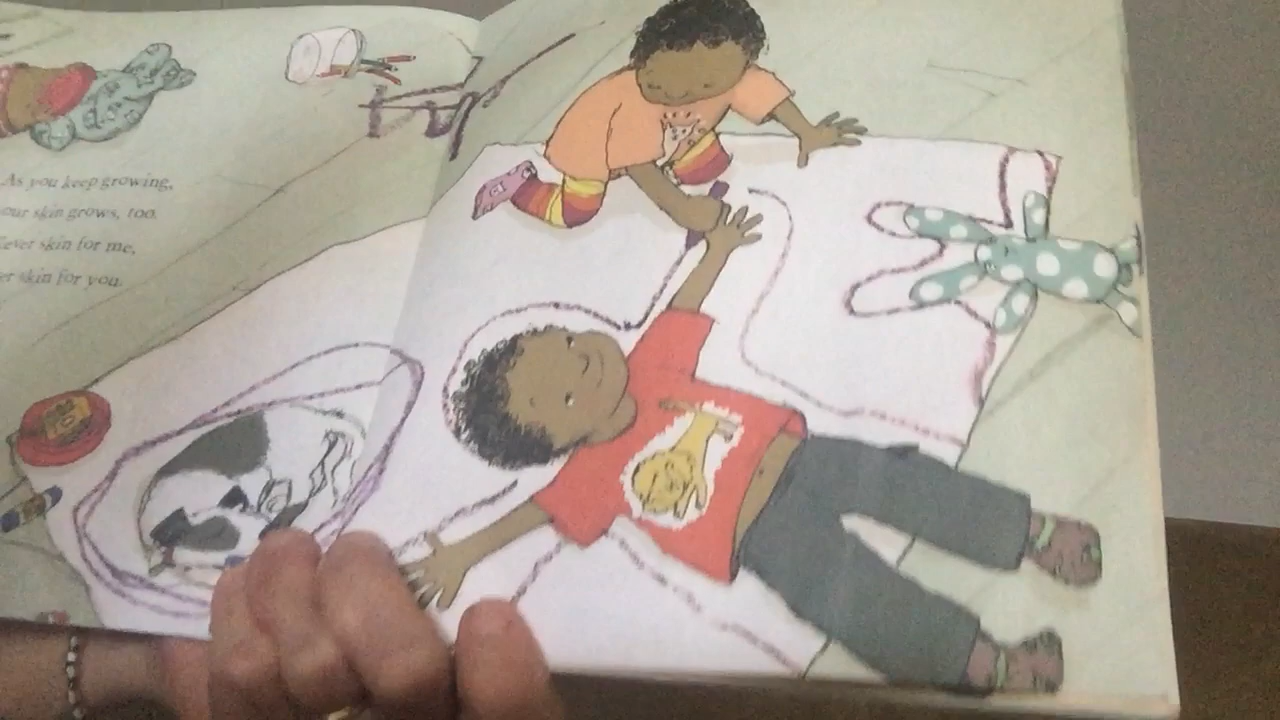 As you keep growing,
our skin grows, too.
ever skin for me,
er skin for you.